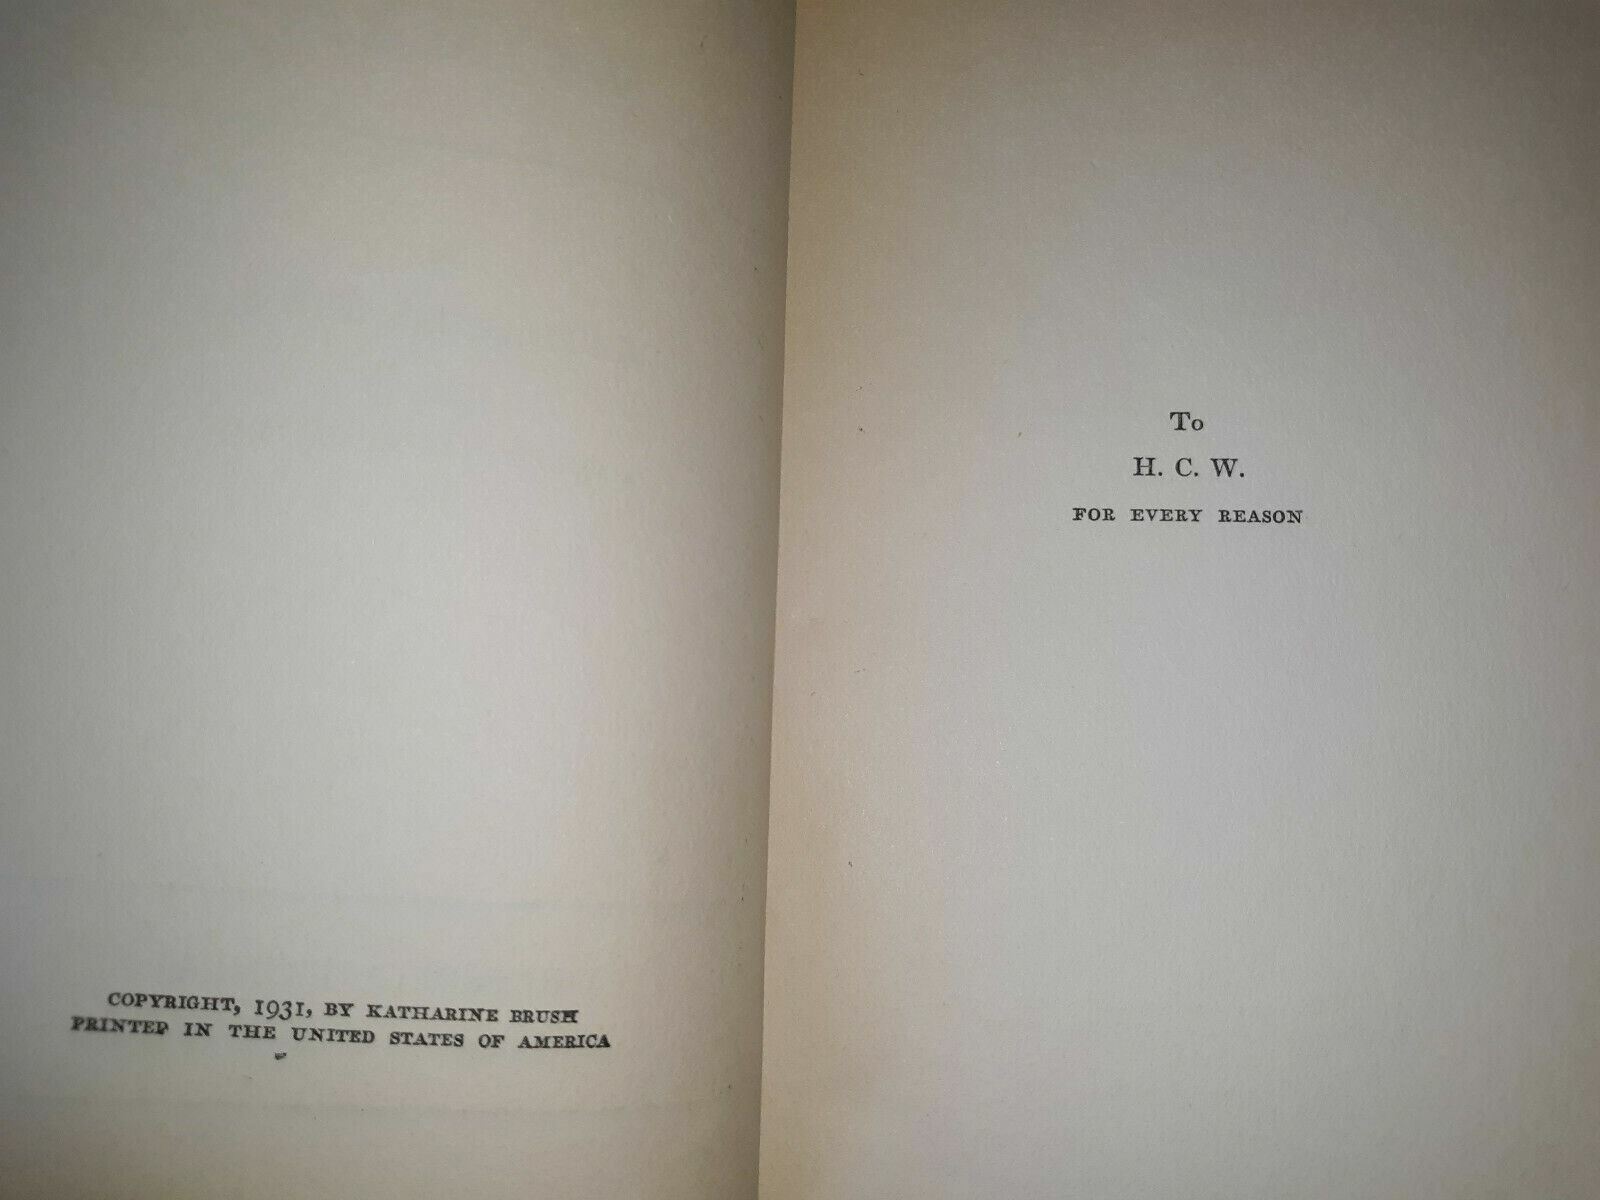 COPYRIGHT, 1931, BY KATHARINE BRUSH
PRINTED IN THE UNITED STATES OF AMERICA
To
H. C. W.
FOR EVERY REASON